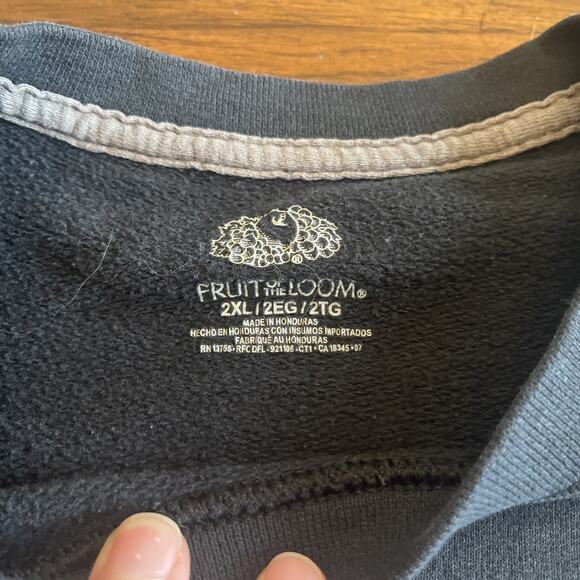 FRUIT OF THE LOOM®
2XL / 2EG / 2TG
MADE IN HONDURAS
HECHO EN HONDURAS CON INSUMOS IMPORTADOS
FABRIQUÉ AU HONDURAS
RN 13765 • RFC DFL - 921106 -CT1 • CA 18345 • 07